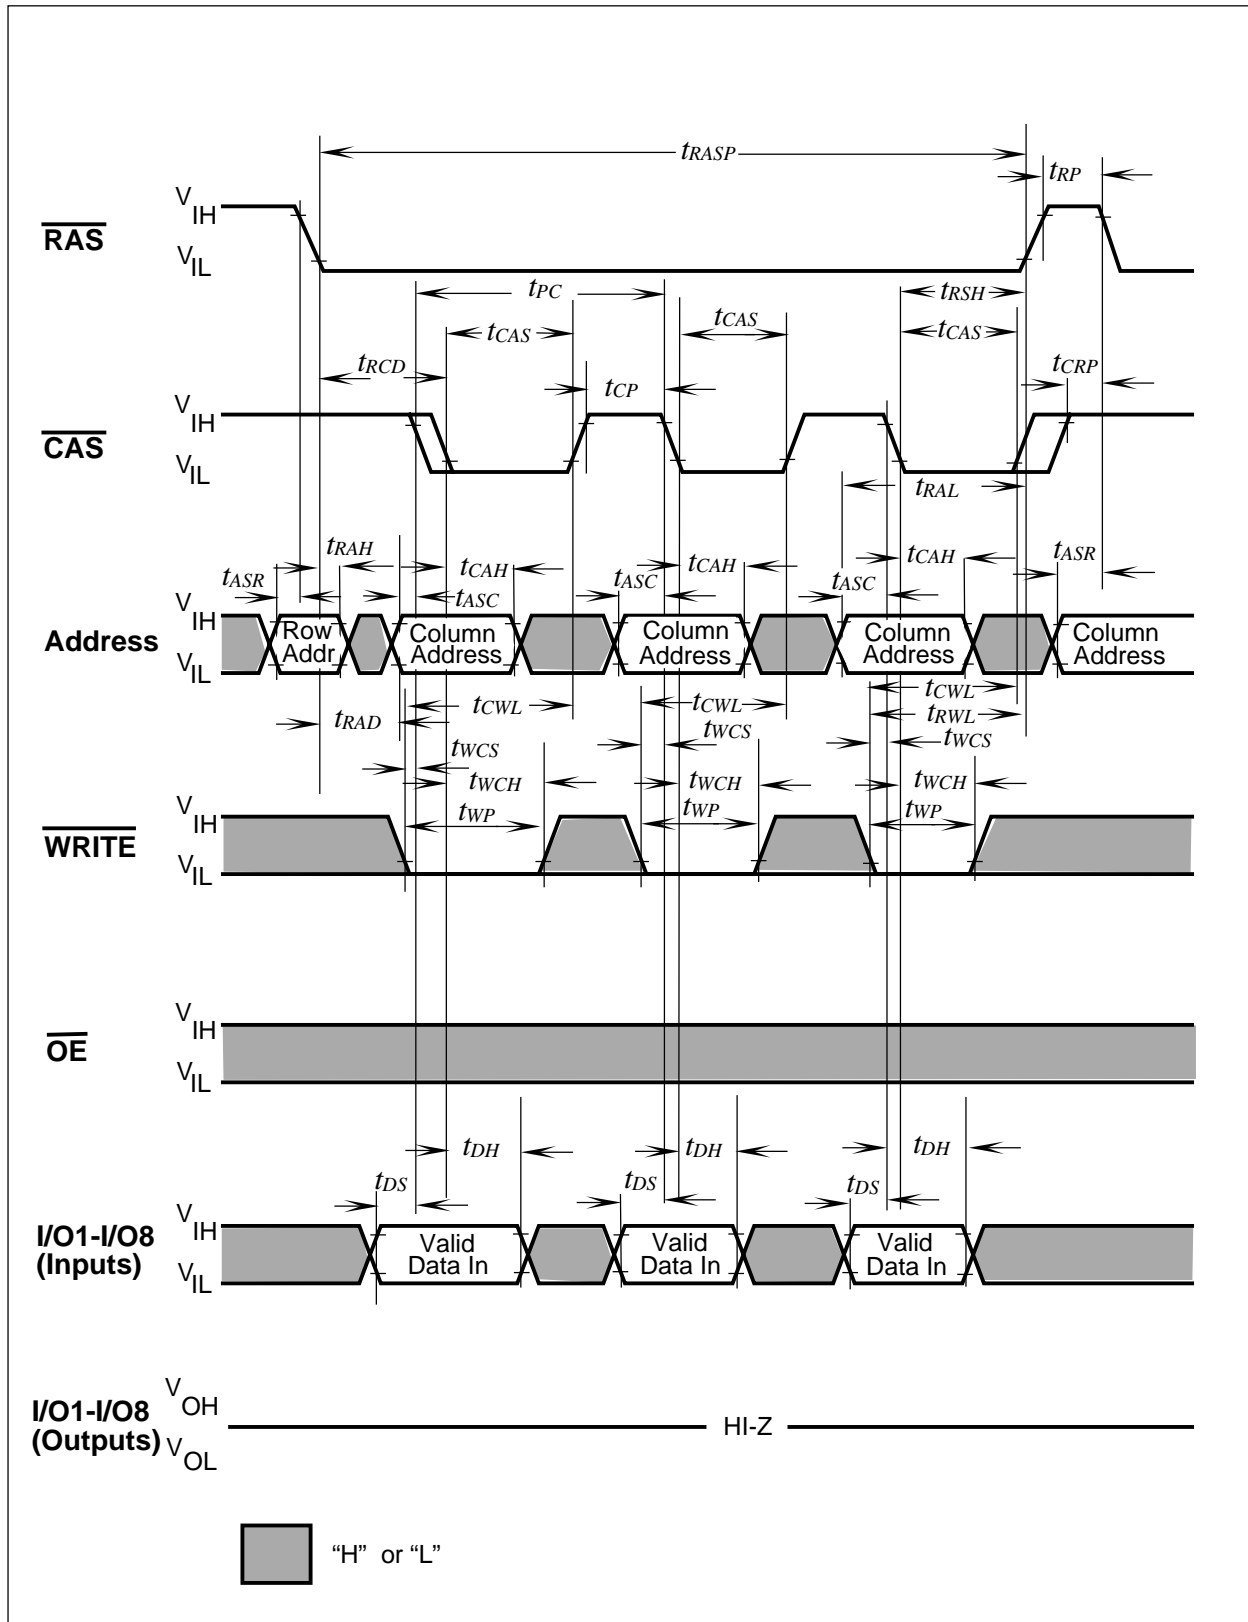 tRASP
tRP
RAS
VIH
VIL
tPC
tRSH
tCAS
tCAS
tCAS
tRCD
tCP
tCRP
CAS
VIH
VIL
tRAL
tRAH
tASR
tCAH
tASC
tASC
tCAH
tASC
tCAH
tASR
Address
VIH
VIL
Row
Addr
Column
Address
Column
Address
Column
Address
Column
Address
tRAD
tCWL
tCWL
tCWL
tRWL
tWCS
tWCS
tWCS
tWCH
tWCH
tWCH
tWP
tWP
tWP
WRITE
VIH
VIL
OE
VIH
VIL
tDH
tDH
tDH
tDS
tDS
tDS
I/O1-I/O8
(Inputs)
VIH
VIL
Valid
Data In
Valid
Data In
Valid
Data In
I/O1-I/O8
(Outputs)
VOH
VOL
HI-Z
“H” or “L”